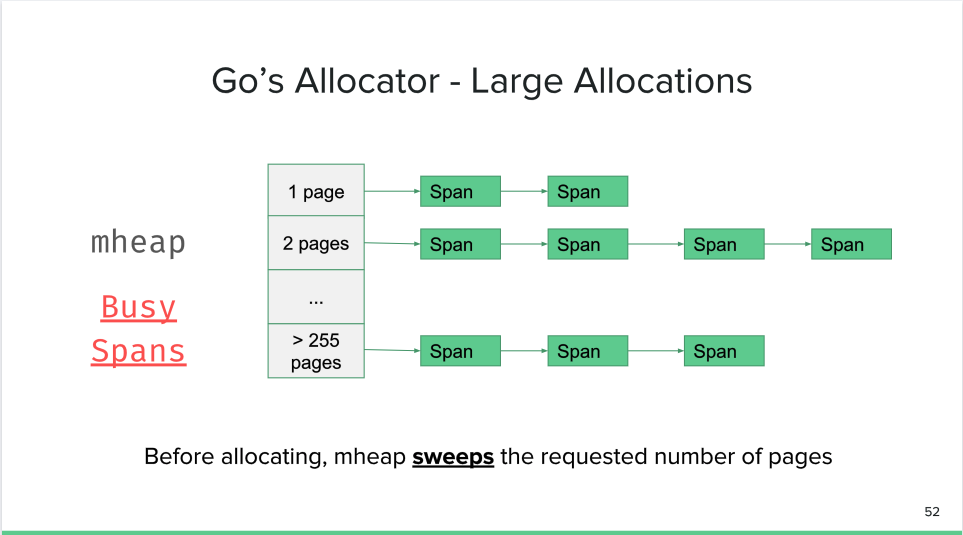 Go’s Allocator - Large Allocations
1 page
Span
Span
mheap
2 pages
Span
Span
Span
Span
Busy
Spans
...
> 255
pages
Span
Span
Span
Before allocating, mheap sweeps the requested number of pages
52